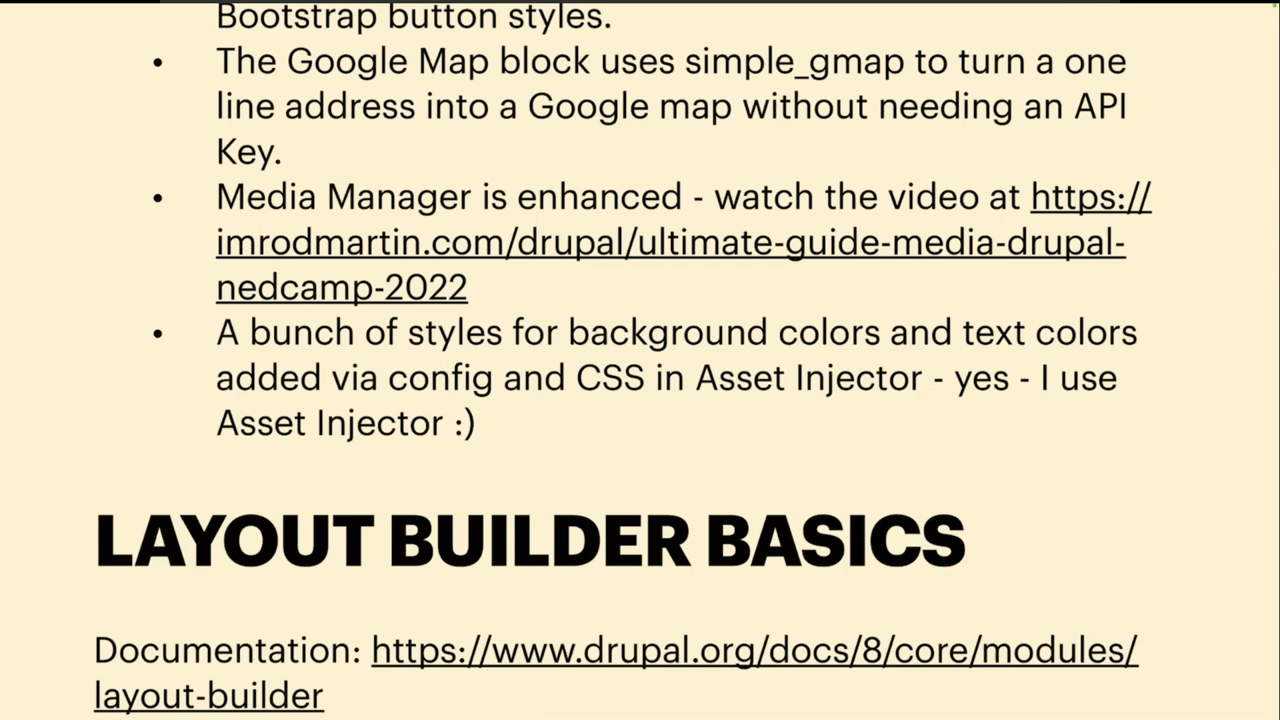 Bootstrap button styles.
• The Google Map block uses simple_gmap to turn a one
line address into a Google map without needing an API
Key.
• Media Manager is enhanced - watch the video at https://
imrodmartin.com/drupal/ultimate-guide-media-drupal-
nedcamp-2022
• A bunch of styles for background colors and text colors
added via config and CSS in Asset Injector - yes - I use
Asset Injector :)
LAYOUT BUILDER BASICS
Documentation: https://www.drupal.org/docs/8/core/modules/
layout-builder